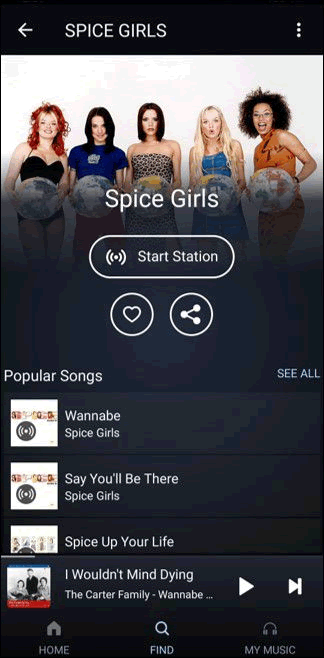 SPICE GIRLS
Spice Girls
Start Station
Popular Songs
SEE ALL
Wannabe
Spice Girls
Say You'll Be There
Spice Girls
Spice Up Your Life
I Wouldn't Mind Dying
The Carter Family - Wannabe ...
HOME
FIND
MY MUSIC